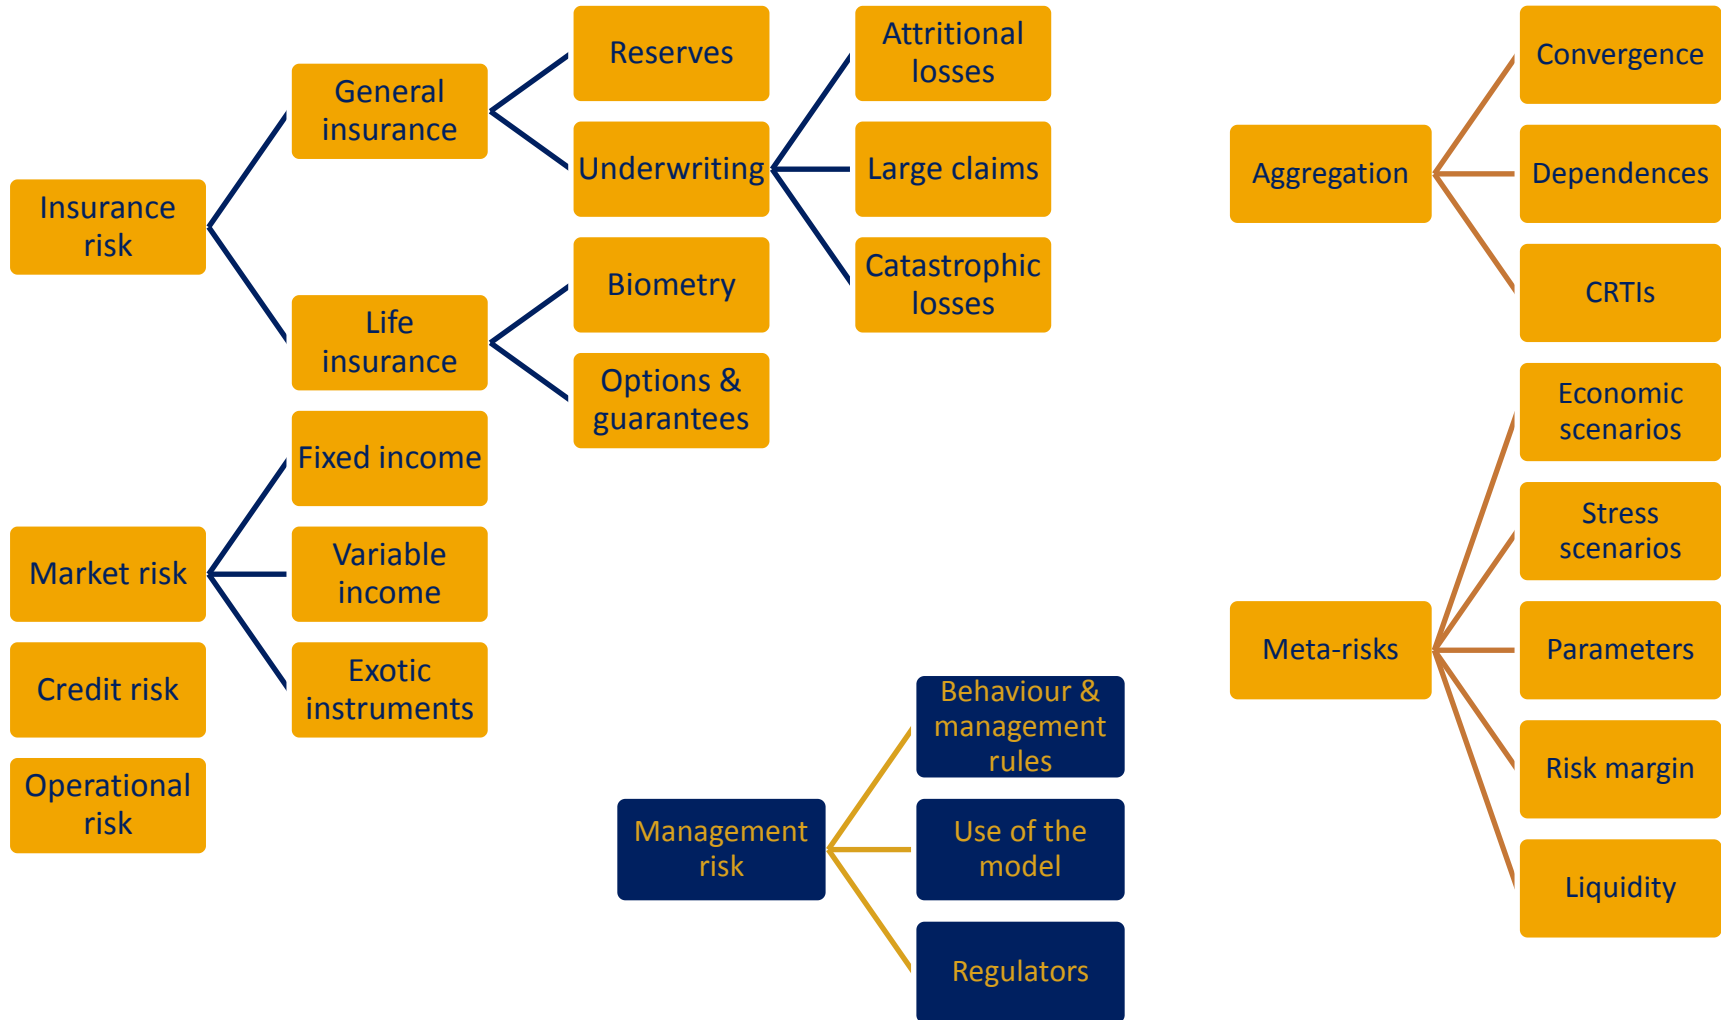 Insurance
risk
General
insurance
Life
insurance
Reserves
Underwriting
Biometry
Options &
guarantees
Attritional
losses
Large claims
Catastrophic
losses
Market risk
Fixed income
Variable
income
Exotic
instruments
Credit risk
Operational
risk
Management
risk
Behaviour &
management
rules
Use of the
model
Regulators
Aggregation
Convergence
Dependences
CRTIs
Meta-risks
Economic
scenarios
Stress
scenarios
Parameters
Risk margin
Liquidity